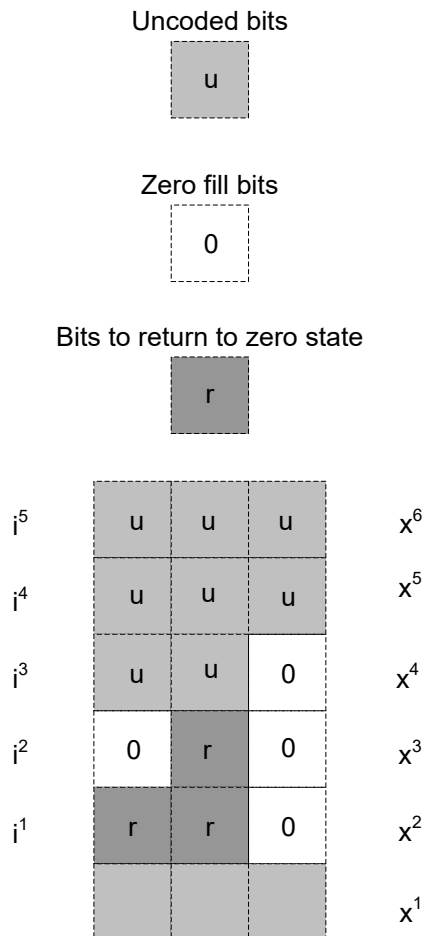 Uncoded bits
u
Zero fill bits
0
Bits to return to zero state
r
i⁵ u u u x⁶
i⁴ u u u x⁵
i³ u u 0 x⁴
i² 0 r 0 x³
i¹ r r 0 x²
x¹